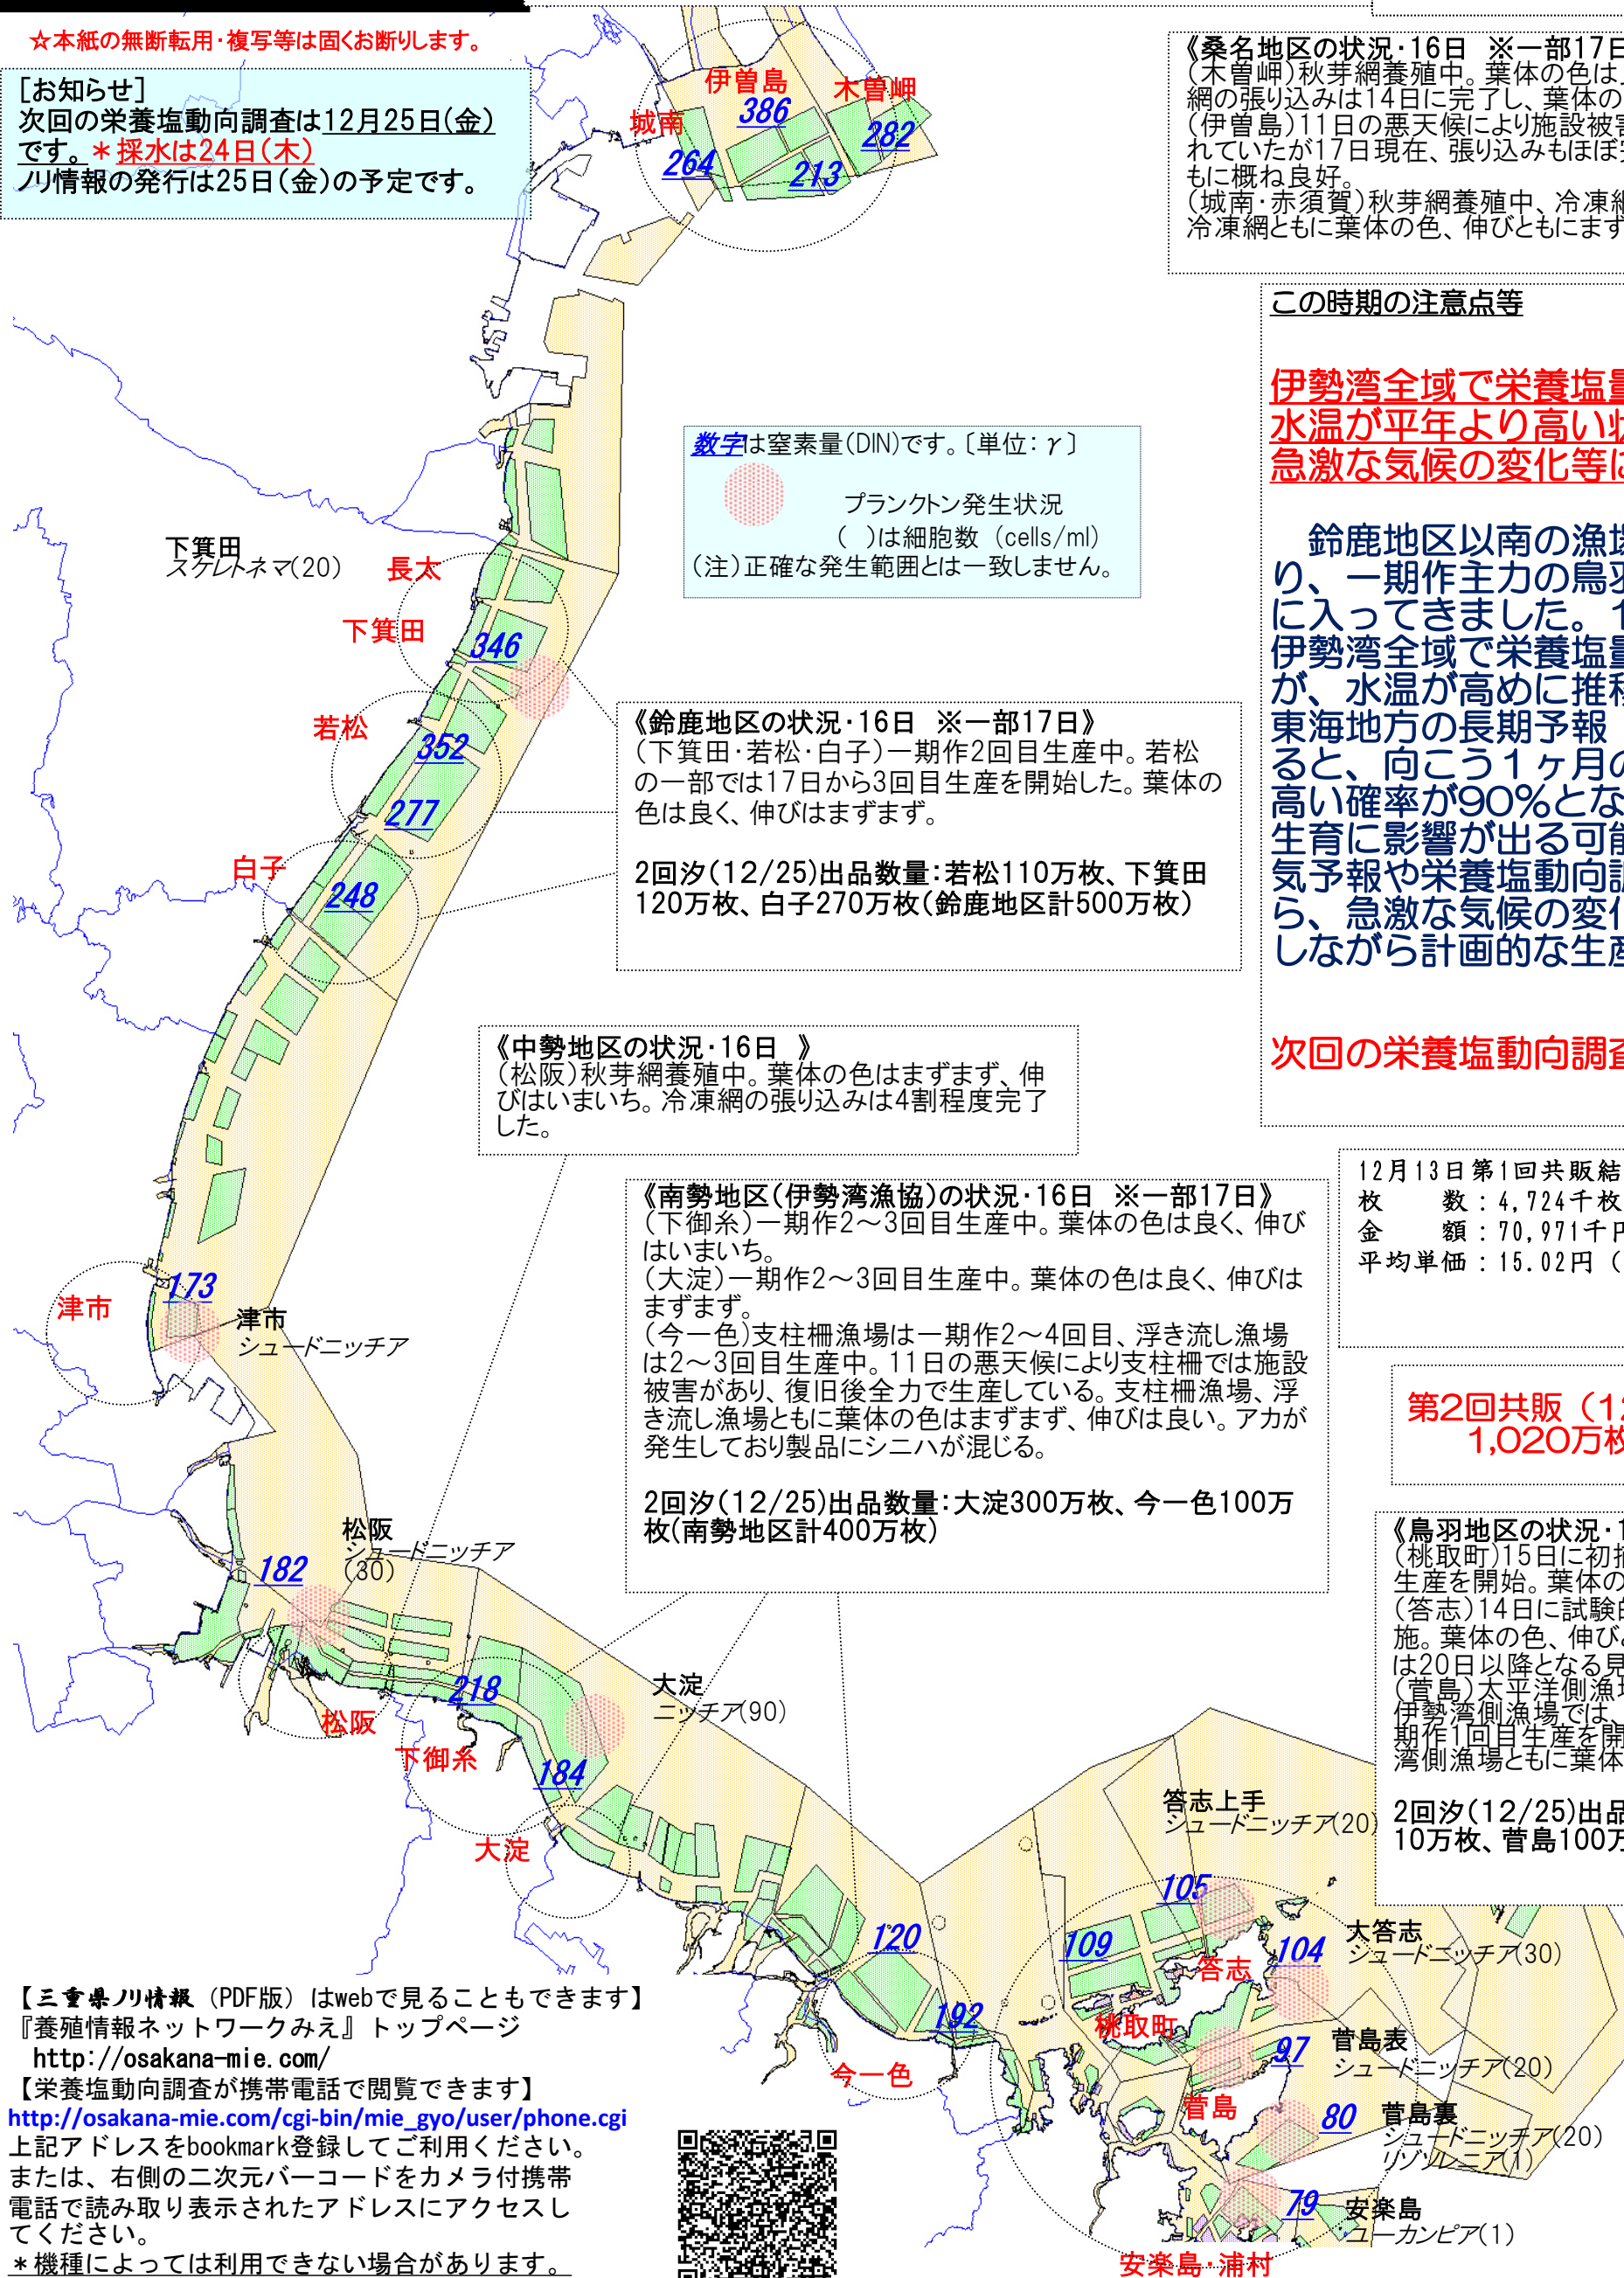 ☆本紙の無断転用･複写等は固くお断りします。
[お知らせ]
次回の栄養塩動向調査は12月25日(金)
です。＊採水は24日(木)
ノリ情報の発行は25日(金)の予定です。
伊曽島
木曽岬
城南
386
282
264
213
《桑名地区の状況･16日　※一部17日
(木曽岬)秋芽網養殖中。葉体の色は
網の張り込みは14日に完了し、葉体の
(伊曽島)11日の悪天候により施設被害
れていたが17日現在、張り込みもほぼ
もに概ね良好。
(城南･赤須賀)秋芽網養殖中、冷凍網
冷凍網ともに葉体の色、伸びともにまず
この時期の注意点等
伊勢湾全域で栄養塩量
水温が平年より高い状
急激な気候の変化等に
鈴鹿地区以南の漁場
り、一期作主力の鳥羽
に入ってきました。
伊勢湾全域で栄養塩量
が、水温が高めに推移
東海地方の長期予報
ると、向こう１ヶ月の
高い確率が90％とな
生育に影響が出る可能
気予報や栄養塩動向調
ら、急激な気候の変化
しながら計画的な生産
次回の栄養塩動向調査
数字は窒素量(DIN)です。〔単位：γ〕
プランクトン発生状況
(　)は細胞数 (cells/ml)
(注)正確な発生範囲とは一致しません。
下箕田
スケレトネマ(20)
長太
下箕田
346
若松
352
277
白子
248
《鈴鹿地区の状況･16日　※一部17日》
(下箕田･若松･白子)一期作2回目生産中。若松
の一部では17日から3回目生産を開始した。葉体の
色は良く、伸びはまずまず。
2回汐(12/25)出品数量：若松110万枚、下箕田
120万枚、白子270万枚(鈴鹿地区計500万枚)
《中勢地区の状況･16日　》
(松阪)秋芽網養殖中。葉体の色はまずまず、伸
びはいまいち。冷凍網の張り込みは4割程度完了
した。
12月13日第1回共販結
枚　　数：4,724千枚
金　　額：70,971千円
平均単価：15.02円（
《南勢地区(伊勢湾漁協)の状況･16日　※一部17日》
(下御糸)一期作2～3回目生産中。葉体の色は良く、伸び
はいまいち。
(大淀)一期作2～3回目生産中。葉体の色は良く、伸びは
まずまず。
(今一色)支柱柵漁場は一期作2～4回目、浮き流し漁場
は2～3回目生産中。11日の悪天候により支柱柵では施設
被害があり、復旧後全力で生産している。支柱柵漁場、浮
き流し漁場ともに葉体の色はまずまず、伸びは良い。アカが
発生しており製品にシニハが混じる。
2回汐(12/25)出品数量：大淀300万枚、今一色100万
枚(南勢地区計400万枚)
第2回共販（1
1,020万枚
173
津市
津市
シュードニッチア
松阪
シュードニッチア
(30)
182
松阪
218
下御糸
大淀
ニッチア(90)
184
大淀
《鳥羽地区の状況･1
(桃取町)15日に初摘
生産を開始。葉体の
(答志)14日に試験的
施。葉体の色、伸び
は20日以降となる見
(菅島)太平洋側漁場
伊勢湾側漁場では、
期作1回目生産を開
湾側漁場ともに葉体
2回汐(12/25)出品
10万枚、菅島100万
答志上手
シュードニッチア(20)
105
109
120
192
今一色
答志
104
大答志
シュードニッチア(30)
桃取町
97
菅島表
シュードニッチア(20)
菅島
80
菅島裏
シュードニッチア(20)
リゾソレニア(1)
79
安楽島
ユーカンピア(1)
安楽島･浦村
【三重県ノリ情報（PDF版）はwebで見ることもできます】
『養殖情報ネットワークみえ』トップページ
http://osakana-mie.com/
【栄養塩動向調査が携帯電話で閲覧できます】
http://osakana-mie.com/cgi-bin/mie_gyo/user/phone.cgi
上記アドレスをbookmark登録してご利用ください。
または、右側の二次元バーコードをカメラ付携帯
電話で読み取り表示されたアドレスにアクセスし
てください。
＊機種によっては利用できない場合があります。